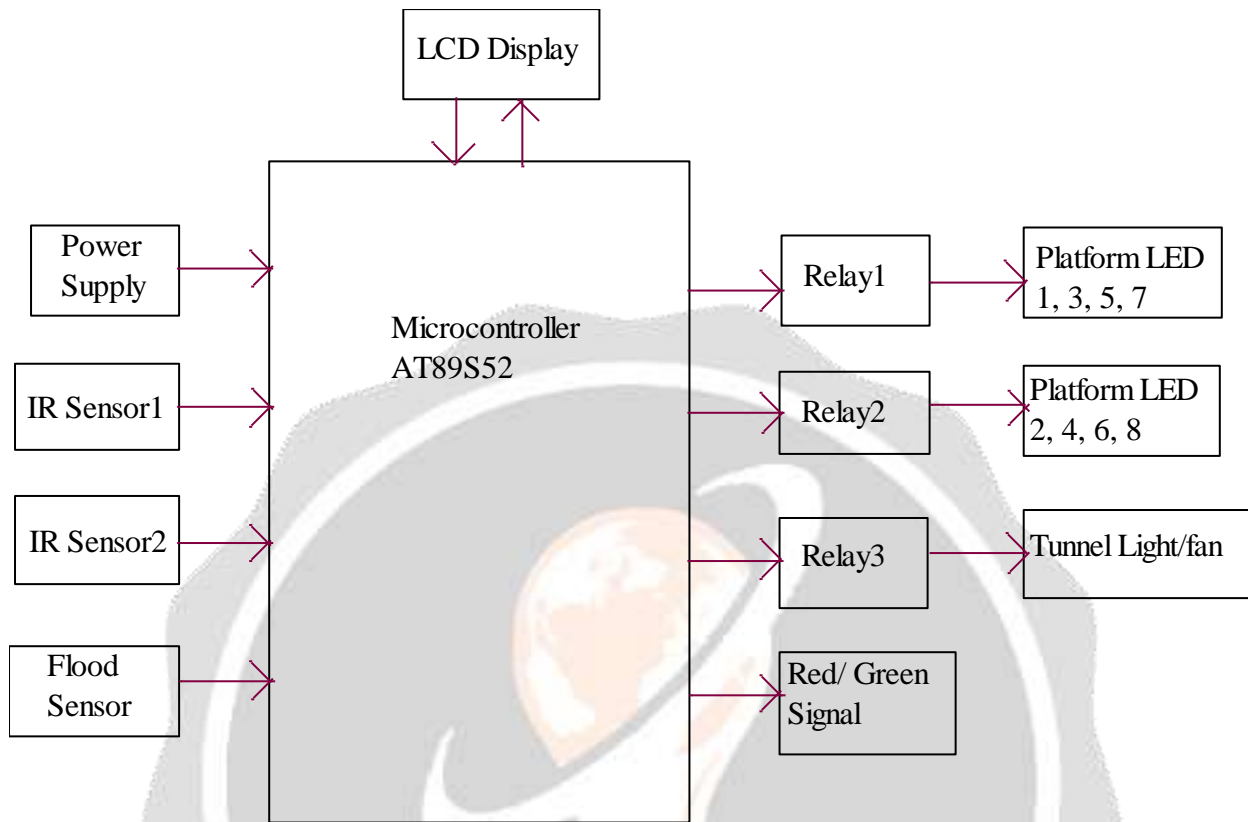 LCD Display
Power
Supply
IR Sensor1
IR Sensor2
Flood
Sensor
Microcontroller
AT89S52
Relay1
Relay2
Relay3
Red/ Green
Signal
Platform LED
1, 3, 5, 7
Platform LED
2, 4, 6, 8
Tunnel Light/fan